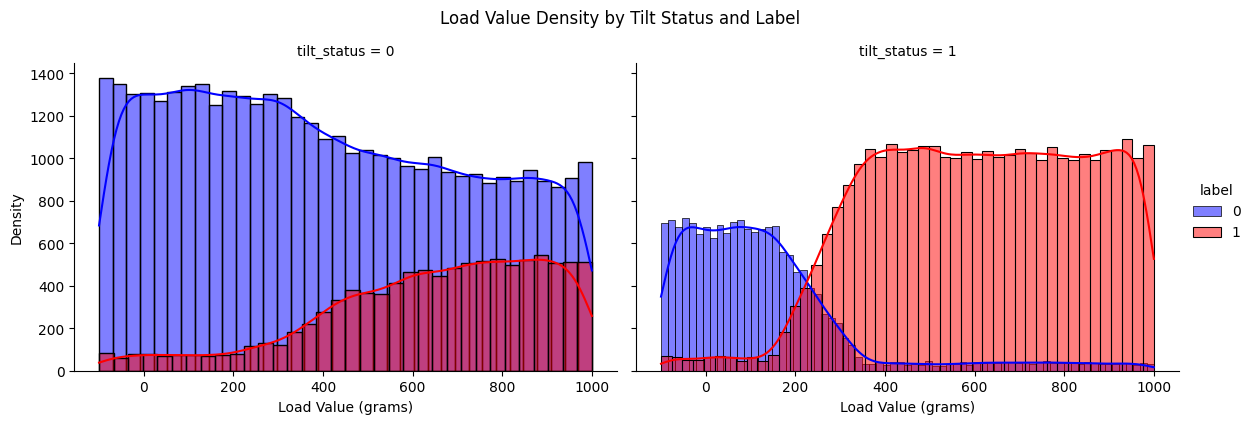 Load Value Density by Tilt Status and Label
tilt_status = 0
tilt_status = 1
1400
1200
1000
800
600
400
200
0
Density
0 200 400 600 800 1000
0 200 400 600 800 1000
Load Value (grams)
Load Value (grams)
label
0
1